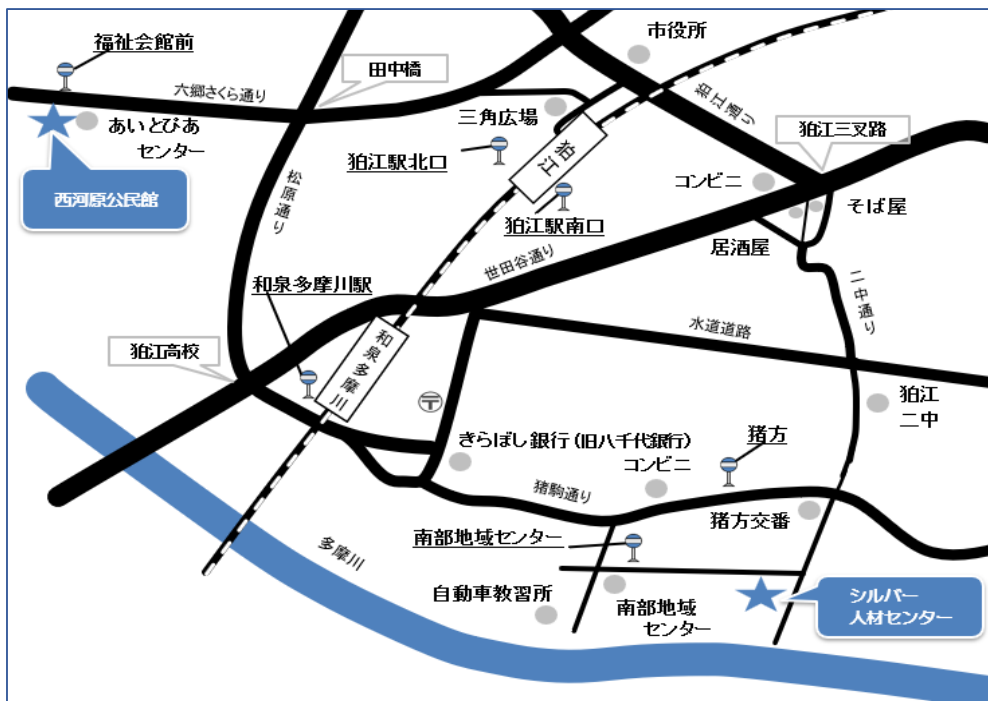 福祉会館前
市役所
田中橋
六郷さくら通り
狛江通り
三角広場
あいとぴあ
センター
狛江三叉路
狛江
狛江駅北口
コンビニ
西河原公民館
松原通り
そば屋
狛江駅南口
居酒屋
世田谷通り
和泉多摩川駅
二中通り
水道道路
和泉多摩川
狛江高校
狛江
二中
〒
きらぼし銀行(旧八千代銀行)
猪方
コンビニ
猪駒通り
猪方交番
南部地域センター
多摩川
自動車教習所
南部地域
センター
シルバー
人材センター